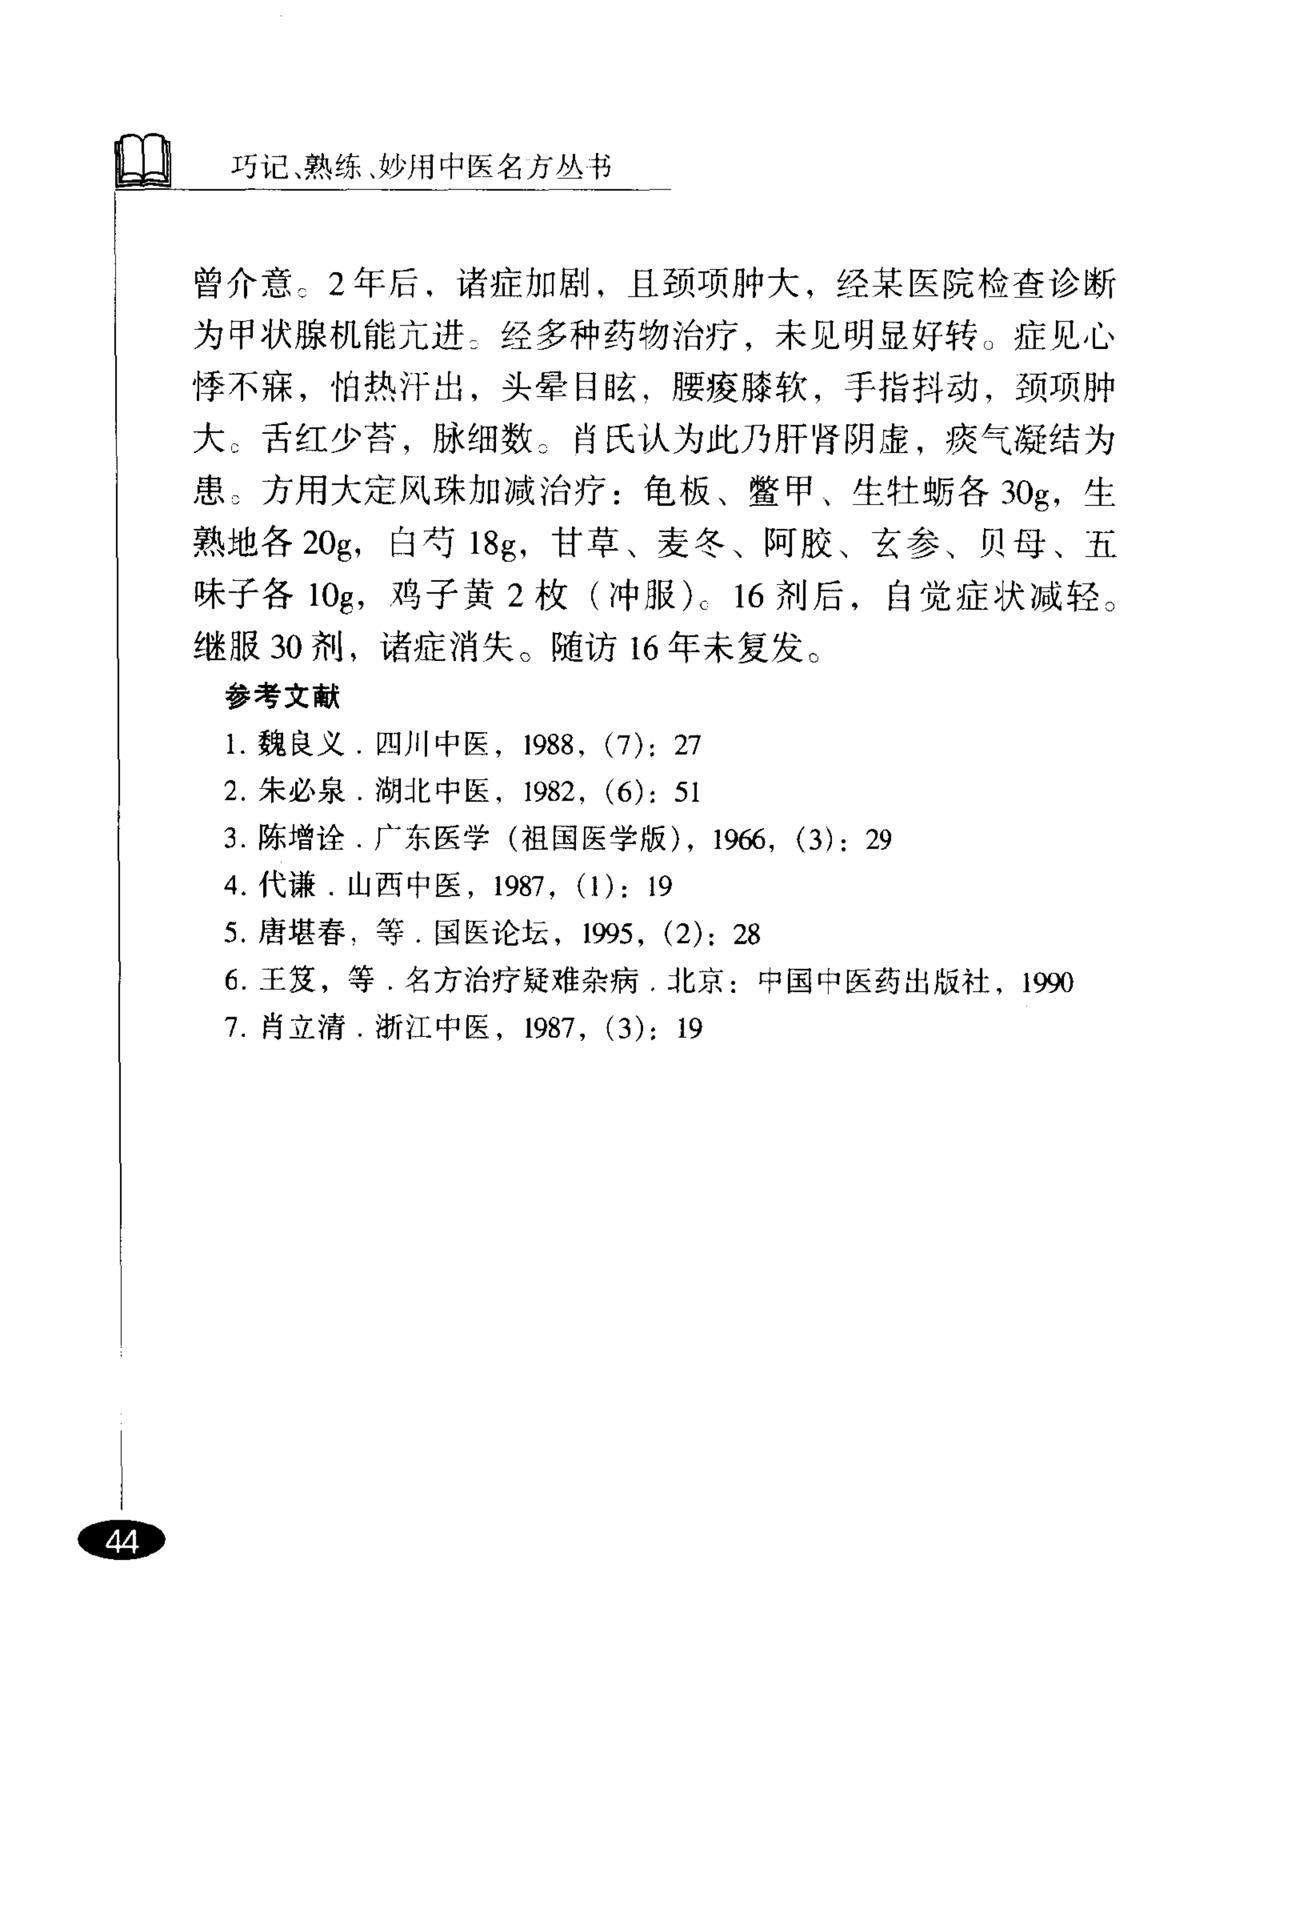 巧记、熟练、妙用中医名方丛书
曾介意。2年后，诸症加剧，且颈项肿大，经某医院检查诊断
为甲状腺机能亢进。经多种药物治疗，未见明显好转。症见心
悸不寐，怕热汗出，头晕目眩，腰痠膝软，手指抖动，颈项肿
大。舌红少苔，脉细数。肖氏认为此乃肝肾阴虚，痰气凝结为
患。方用大定风珠加减治疗：龟板、鳖甲、生牡蛎各30g，生
熟地各20g，白芍18g，甘草、麦冬、阿胶、玄参、贝母、五
味子各10g，鸡子黄2枚（冲服）。16剂后，自觉症状减轻。
继服30剂，诸症消失。随访16年未复发。
参考文献
1. 魏良义．四川中医，1988，（7）：27
2. 朱必泉．湖北中医，1982，（6）：51
3. 陈增诠．广东医学（祖国医学版），1966，（3）：29
4. 代谦．山西中医，1987，（1）：19
5. 唐堪春，等．国医论坛，1995，（2）：28
6. 王笈，等．名方治疗疑难杂病．北京：中国中医药出版社，1990
7. 肖立清．浙江中医，1987，（3）：19
44